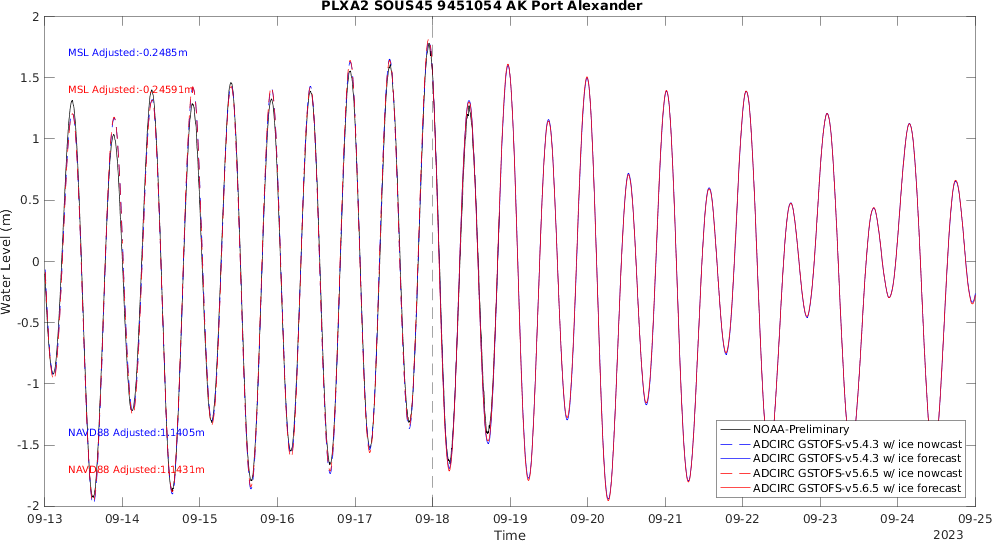 PLXA2 SOUS45 9451054 AK Port Alexander
2
1.5
1
0.5
0
-0.5
-1
-1.5
-2
Water Level (m)
MSL Adjusted:-0.2485m
MSL Adjusted:-0.24591m
NAVD88 Adjusted:1.1405m
NAVD88 Adjusted:1.1431m
NOAA-Preliminary
ADCIRC GSTOFS-v5.4.3 w/ ice nowcast
ADCIRC GSTOFS-v5.4.3 w/ ice forecast
ADCIRC GSTOFS-v5.6.5 w/ ice nowcast
ADCIRC GSTOFS-v5.6.5 w/ ice forecast
09-13 09-14 09-15 09-16 09-17 09-18 09-19 09-20 09-21 09-22 09-23 09-24 09-25
Time
2023